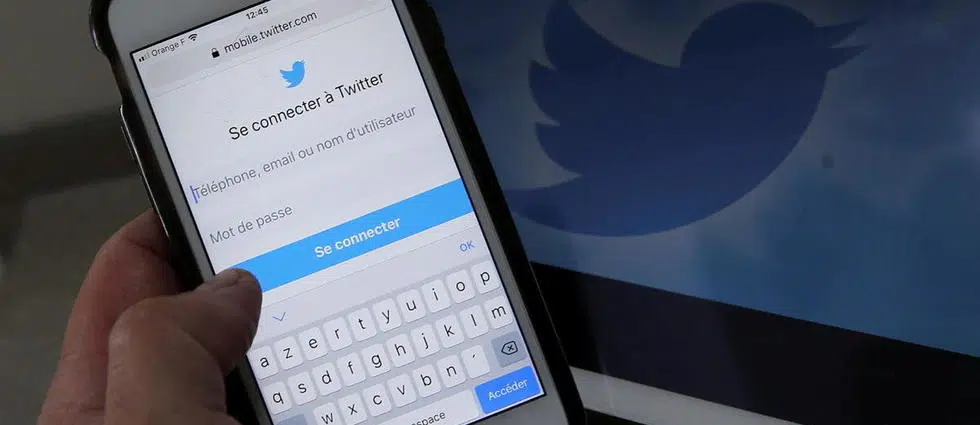 Orange F 12:45
mobile.twitter.com
Se connecter à Twitter
Téléphone, email ou nom d'utilisateur
Mot de passe
Se connecter
OK
a z e r t y u i o p
q s d f g h j k l m
w x c v b n ´
espace Accéder